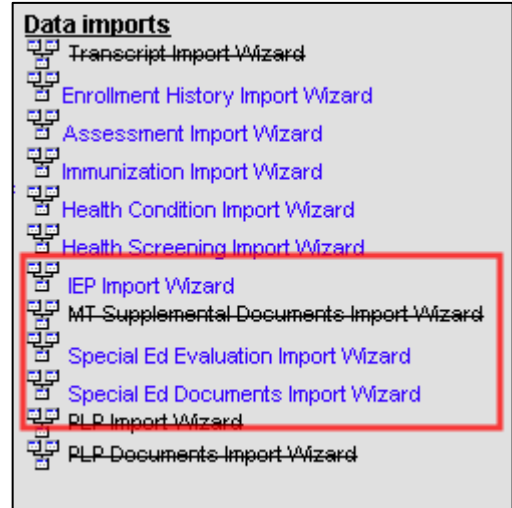 Data imports
Transcript Import Wizard
Enrollment History Import Wizard
Assessment Import Wizard
Immunization Import Wizard
Health Condition Import Wizard
Health Screening Import Wizard
IEP Import Wizard
MT Supplemental Documents Import Wizard
Special Ed Evaluation Import Wizard
Special Ed Documents Import Wizard
PLP Import Wizard
PLP Documents Import Wizard